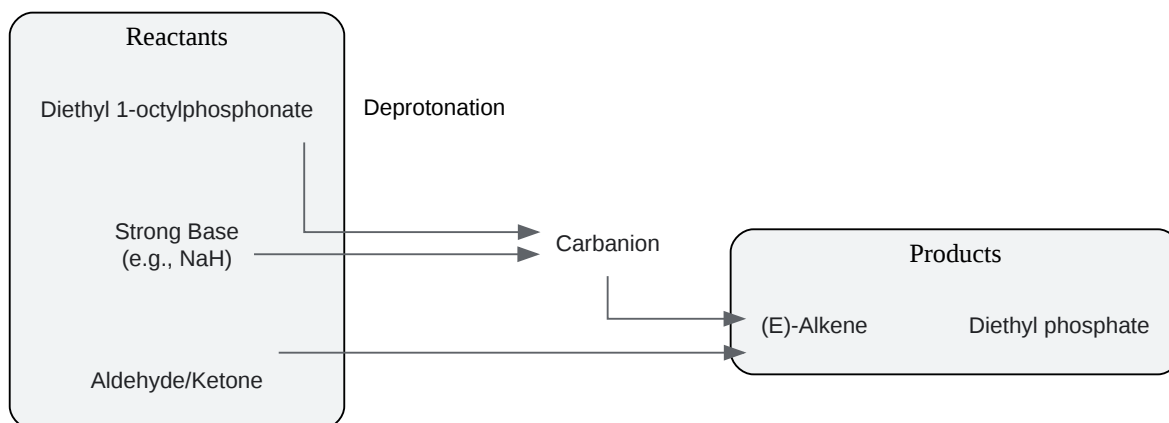 Reactants
Diethyl 1-octylphosphonate
Deprotonation
Strong Base
(e.g., NaH)
Carbanion
Aldehyde/Ketone
Products
(E)-Alkene
Diethyl phosphate